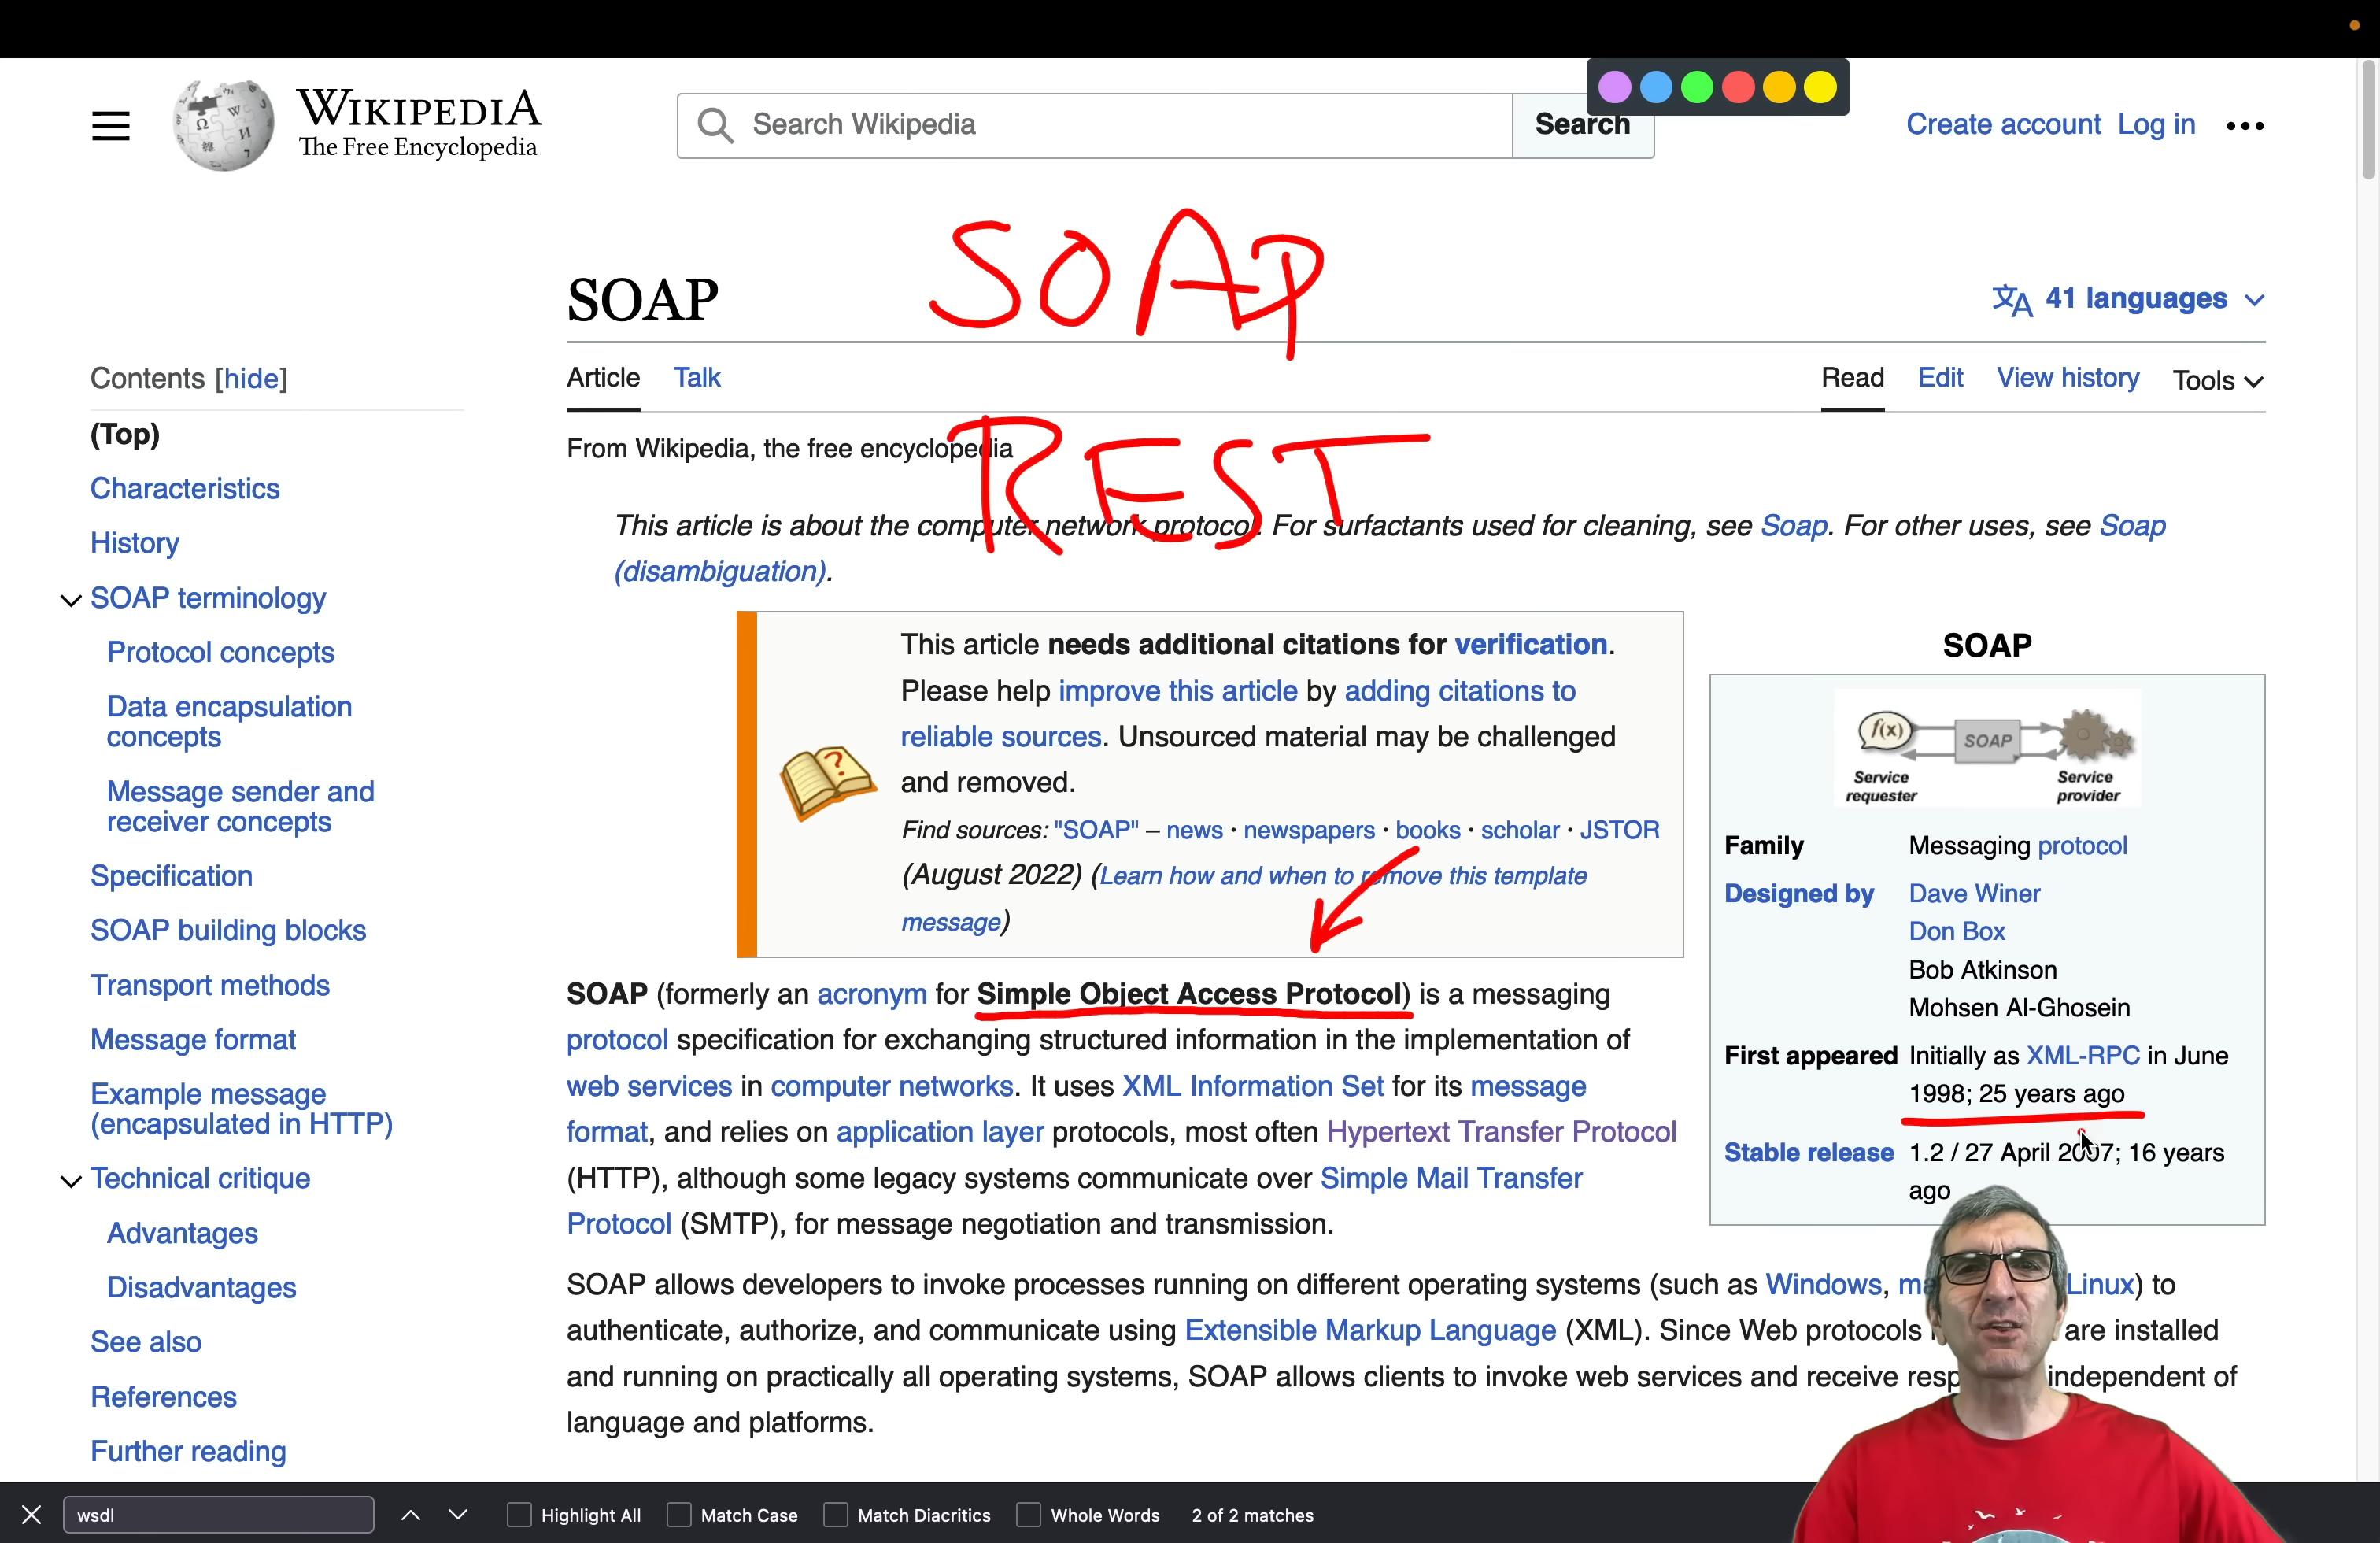 WIKIPEDIA
The Free Encyclopedia
Search Wikipedia
Search
Create account Log in
SOAP
SOAP
41 languages
Contents [hide]
Article Talk
Read Edit View history Tools
REST
(Top)
From Wikipedia, the free encyclopedia
Characteristics
This article is about the computer network protocol. For surfactants used for cleaning, see Soap. For other uses, see Soap
(disambiguation).
History
SOAP terminology
Protocol concepts
Data encapsulation
concepts
Message sender and
receiver concepts
Specification
SOAP building blocks
Transport methods
Message format
Example message
(encapsulated in HTTP)
Technical critique
Advantages
Disadvantages
See also
References
Further reading
This article needs additional citations for verification.
Please help improve this article by adding citations to
reliable sources. Unsourced material may be challenged
and removed.
Find sources: "SOAP" – news · newspapers · books · scholar · JSTOR
(August 2022) (Learn how and when to remove this template
message)
SOAP
f(x)
SOAP
Service
requester
Service
provider
Family Messaging protocol
Designed by Dave Winer
Don Box
Bob Atkinson
Mohsen Al-Ghosein
First appeared Initially as XML-RPC in June
1998; 25 years ago
Stable release 1.2 / 27 April 2007; 16 years
ago
SOAP (formerly an acronym for Simple Object Access Protocol) is a messaging
protocol specification for exchanging structured information in the implementation of
web services in computer networks. It uses XML Information Set for its message
format, and relies on application layer protocols, most often Hypertext Transfer Protocol
(HTTP), although some legacy systems communicate over Simple Mail Transfer
Protocol (SMTP), for message negotiation and transmission.
SOAP allows developers to invoke processes running on different operating systems (such as Windows, Linux) to
authenticate, authorize, and communicate using Extensible Markup Language (XML). Since Web protocols are installed
and running on practically all operating systems, SOAP allows clients to invoke web services and receive independent of
language and platforms.
wsdl
Highlight All
Match Case
Match Diacritics
Whole Words
2 of 2 matches